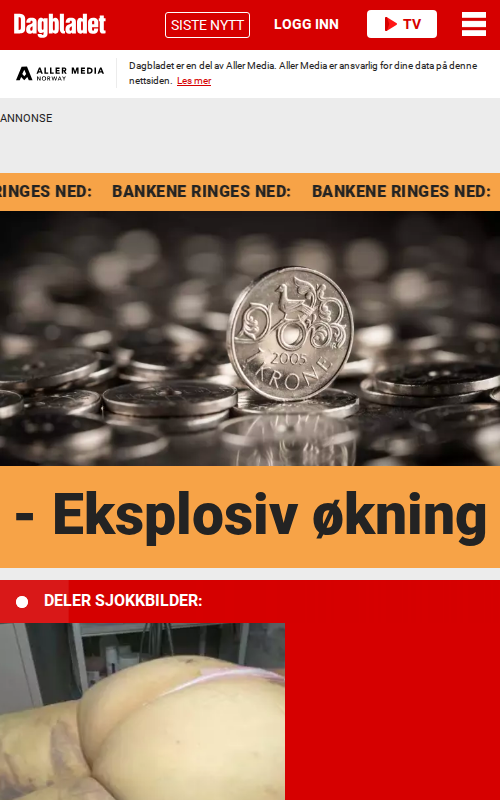 Dagbladet
SISTE NYTT
LOGG INN
TV
ALLER MEDIA
NORWAY
Dagbladet er en del av Aller Media. Aller Media er ansvarlig for dine data på denne
nettsiden. Les mer
ANNONSE
RINGES NED: BANKENE RINGES NED: BANKENE RINGES NED:
2005
1 KRONE
- Eksplosiv økning
DELER SJOKKBILDER: